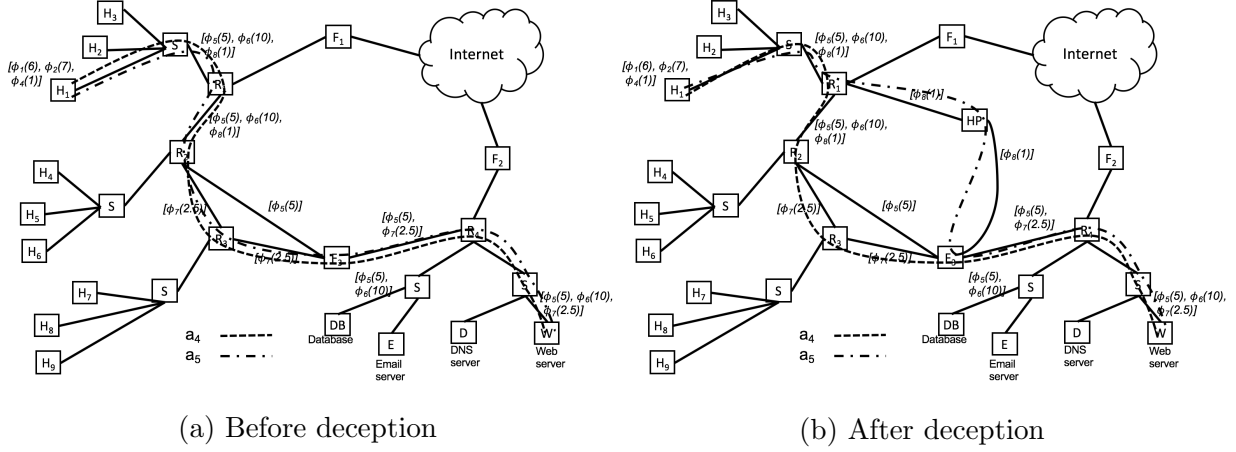 H3
S
[ϕ5(5), ϕ6(10),
ϕ8(1)]
H2
[ϕ1(6), ϕ2(7),
ϕ4(1)]
H1
F1
Internet
[ϕ5(5), ϕ6(10),
ϕ8(1)]
F2
H4
H5
H6
S
[ϕ7(2.5)]
[ϕ5(5)]
[ϕ5(5),
ϕ7(2.5)]
R3
[ϕ7(2.5)]
[ϕ5(5),
ϕ6(10)]
S
S
[ϕ5(5), ϕ6(10),
ϕ7(2.5)]
H7
H8
H9
S
a4
a5
DB
Database
E
Email
server
D
DNS
server
W
Web
server
(a) Before deception
H3
S
[ϕ5(5), ϕ6(10),
ϕ8(1)]
H2
[ϕ1(6), ϕ2(7),
ϕ4(1)]
H1
R1
F1
Internet
[ϕ8(1)]
HP
[ϕ5(5), ϕ6(10),
ϕ8(1)]
R2
[ϕ8(1)]
F2
H4
H5
H6
S
[ϕ7(2.5)]
[ϕ5(5)]
[ϕ5(5),
ϕ7(2.5)]
R3
[ϕ7(2.5)]
F3
[ϕ5(5),
ϕ6(10)]
S
S
[ϕ5(5), ϕ6(10),
ϕ7(2.5)]
H7
H8
H9
S
a4
a5
DB
Database
E
Email
server
D
DNS
server
W
Web
server
(b) After deception